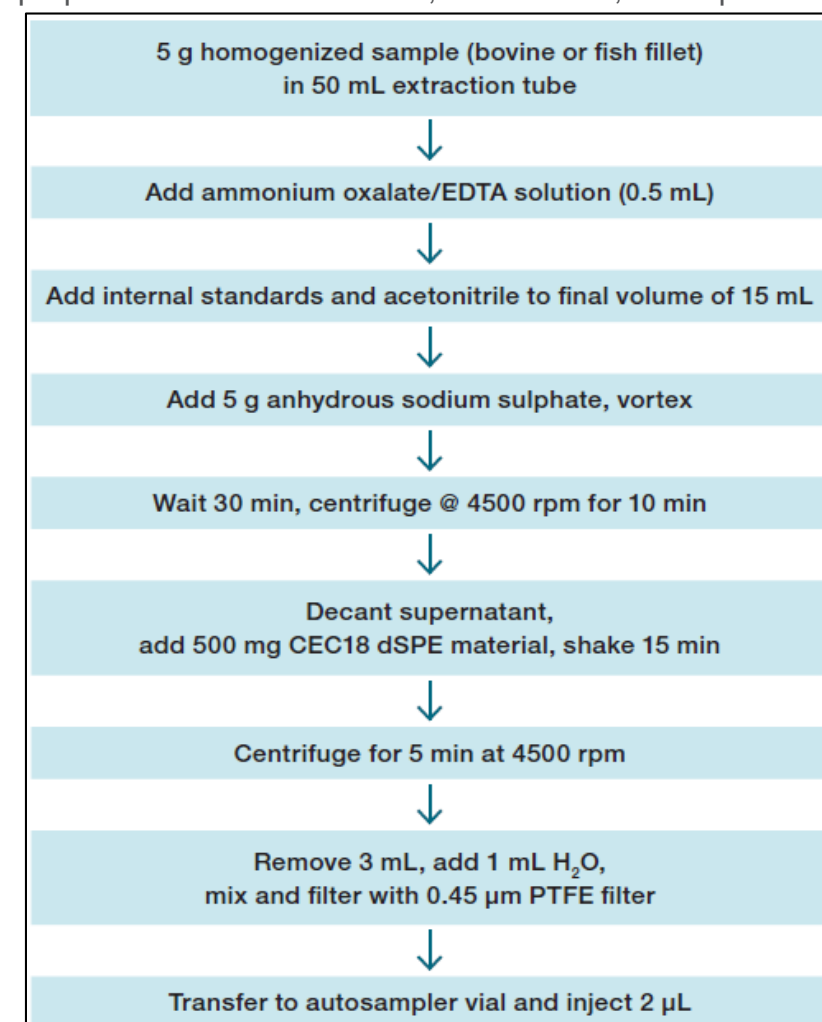 5 g homogenized sample (bovine or fish fillet)
in 50 mL extraction tube
Add ammonium oxalate/EDTA solution (0.5 mL)
Add internal standards and acetonitrile to final volume of 15 mL
Add 5 g anhydrous sodium sulphate, vortex
Wait 30 min, centrifuge @ 4500 rpm for 10 min
Decant supernatant,
add 500 mg CEC18 dSPE material, shake 15 min
Centrifuge for 5 min at 4500 rpm
Remove 3 mL, add 1 mL H₂O,
mix and filter with 0.45 µm PTFE filter
Transfer to autosampler vial and inject 2 µL